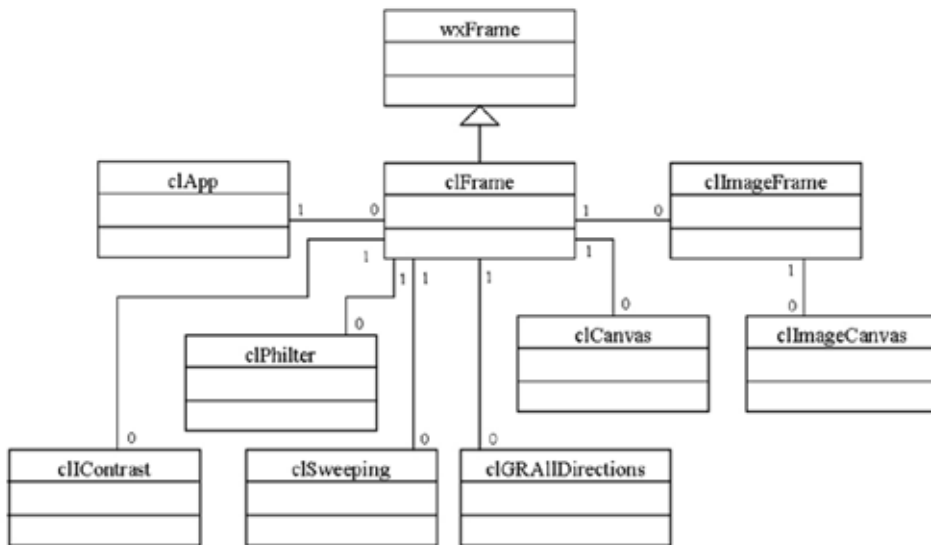 wxFrame
clApp
clFrame
clImageFrame
1
0
1
0
1
1
1
1
1
1
0
0
0
clCanvas
clImageCanvas
clPhilter
0
0
0
clIContrast
clSweeping
clGRAllDirections